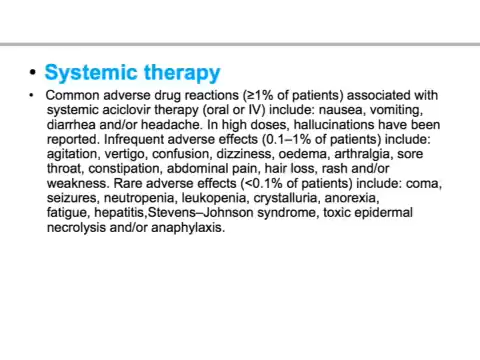 • Systemic therapy
• Common adverse drug reactions (≥1% of patients) associated with
systemic aciclovir therapy (oral or IV) include: nausea, vomiting,
diarrhea and/or headache. In high doses, hallucinations have been
reported. Infrequent adverse effects (0.1–1% of patients) include:
agitation, vertigo, confusion, dizziness, oedema, arthralgia, sore
throat, constipation, abdominal pain, hair loss, rash and/or
weakness. Rare adverse effects (<0.1% of patients) include: coma,
seizures, neutropenia, leukopenia, crystalluria, anorexia,
fatigue, hepatitis,Stevens–Johnson syndrome, toxic epidermal
necrolysis and/or anaphylaxis.